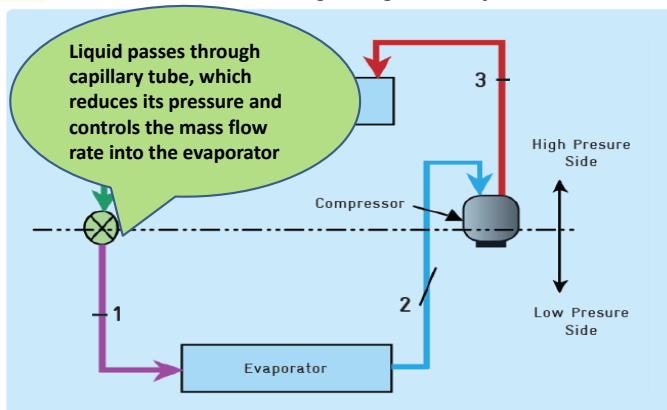 Liquid passes through
capillary tube, which
reduces its pressure and
controls the mass flow
rate into the evaporator
3
High Presure
Side
Compressor
1
2
Low Presure
Side
Evaporator